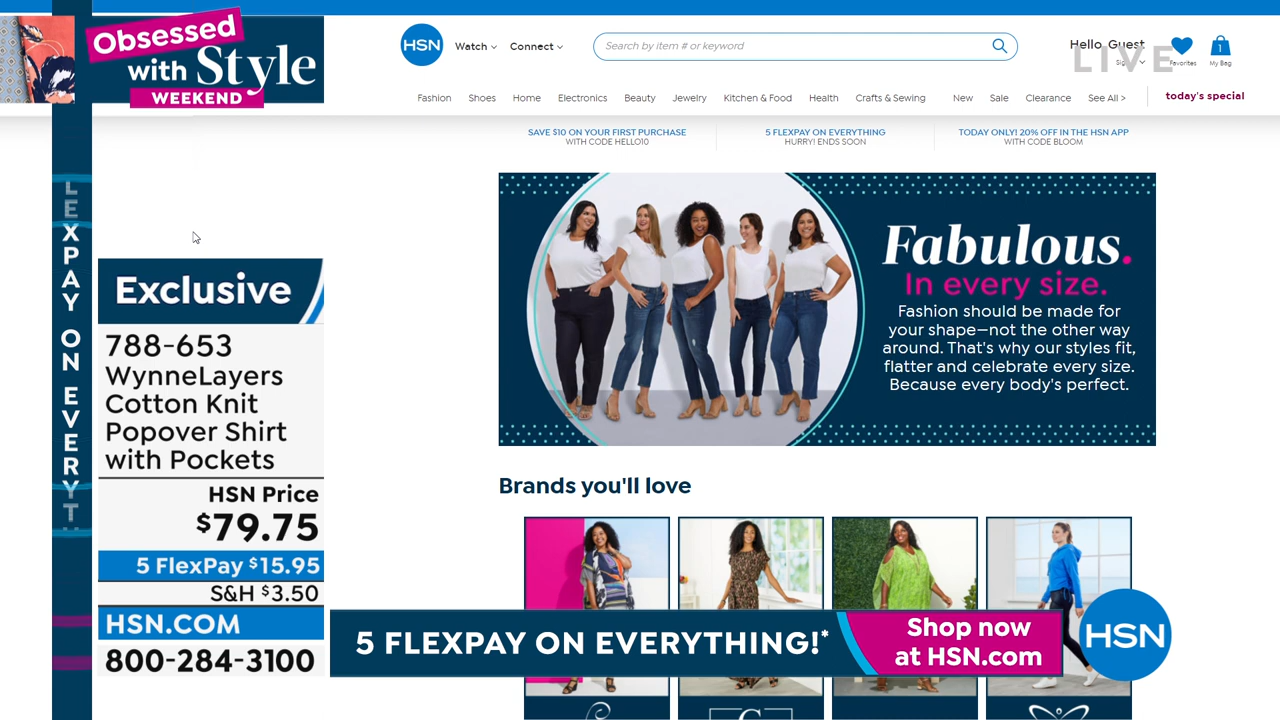 Obsessed
with Style
WEEKEND
LEXPAY ON EVERYT
Exclusive
788-653
WynneLayers
Cotton Knit
Popover Shirt
with Pockets
HSN Price
$79.75
5 FlexPay $15.95
S&H $3.50
HSN.COM
800-284-3100
HSN
Watch
Connect
Search by item # or keyword
Hello, Guest
LIVE
Favorites
1
My Bag
Fashion Shoes Home Electronics Beauty Jewelry Kitchen & Food Health Crafts & Sewing New Sale Clearance See All > today's special
SAVE $10 ON YOUR FIRST PURCHASE
WITH CODE HELLO10
5 FLEXPAY ON EVERYTHING
HURRY! ENDS SOON
TODAY ONLY! 20% OFF IN THE HSN APP
WITH CODE BLOOM
Fabulous.
In every size.
Fashion should be made for
your shape—not the other way
around. That's why our styles fit,
flatter and celebrate every size.
Because every body's perfect.
Brands you'll love
5 FLEXPAY ON EVERYTHING!*
Shop now
at HSN.com
HSN